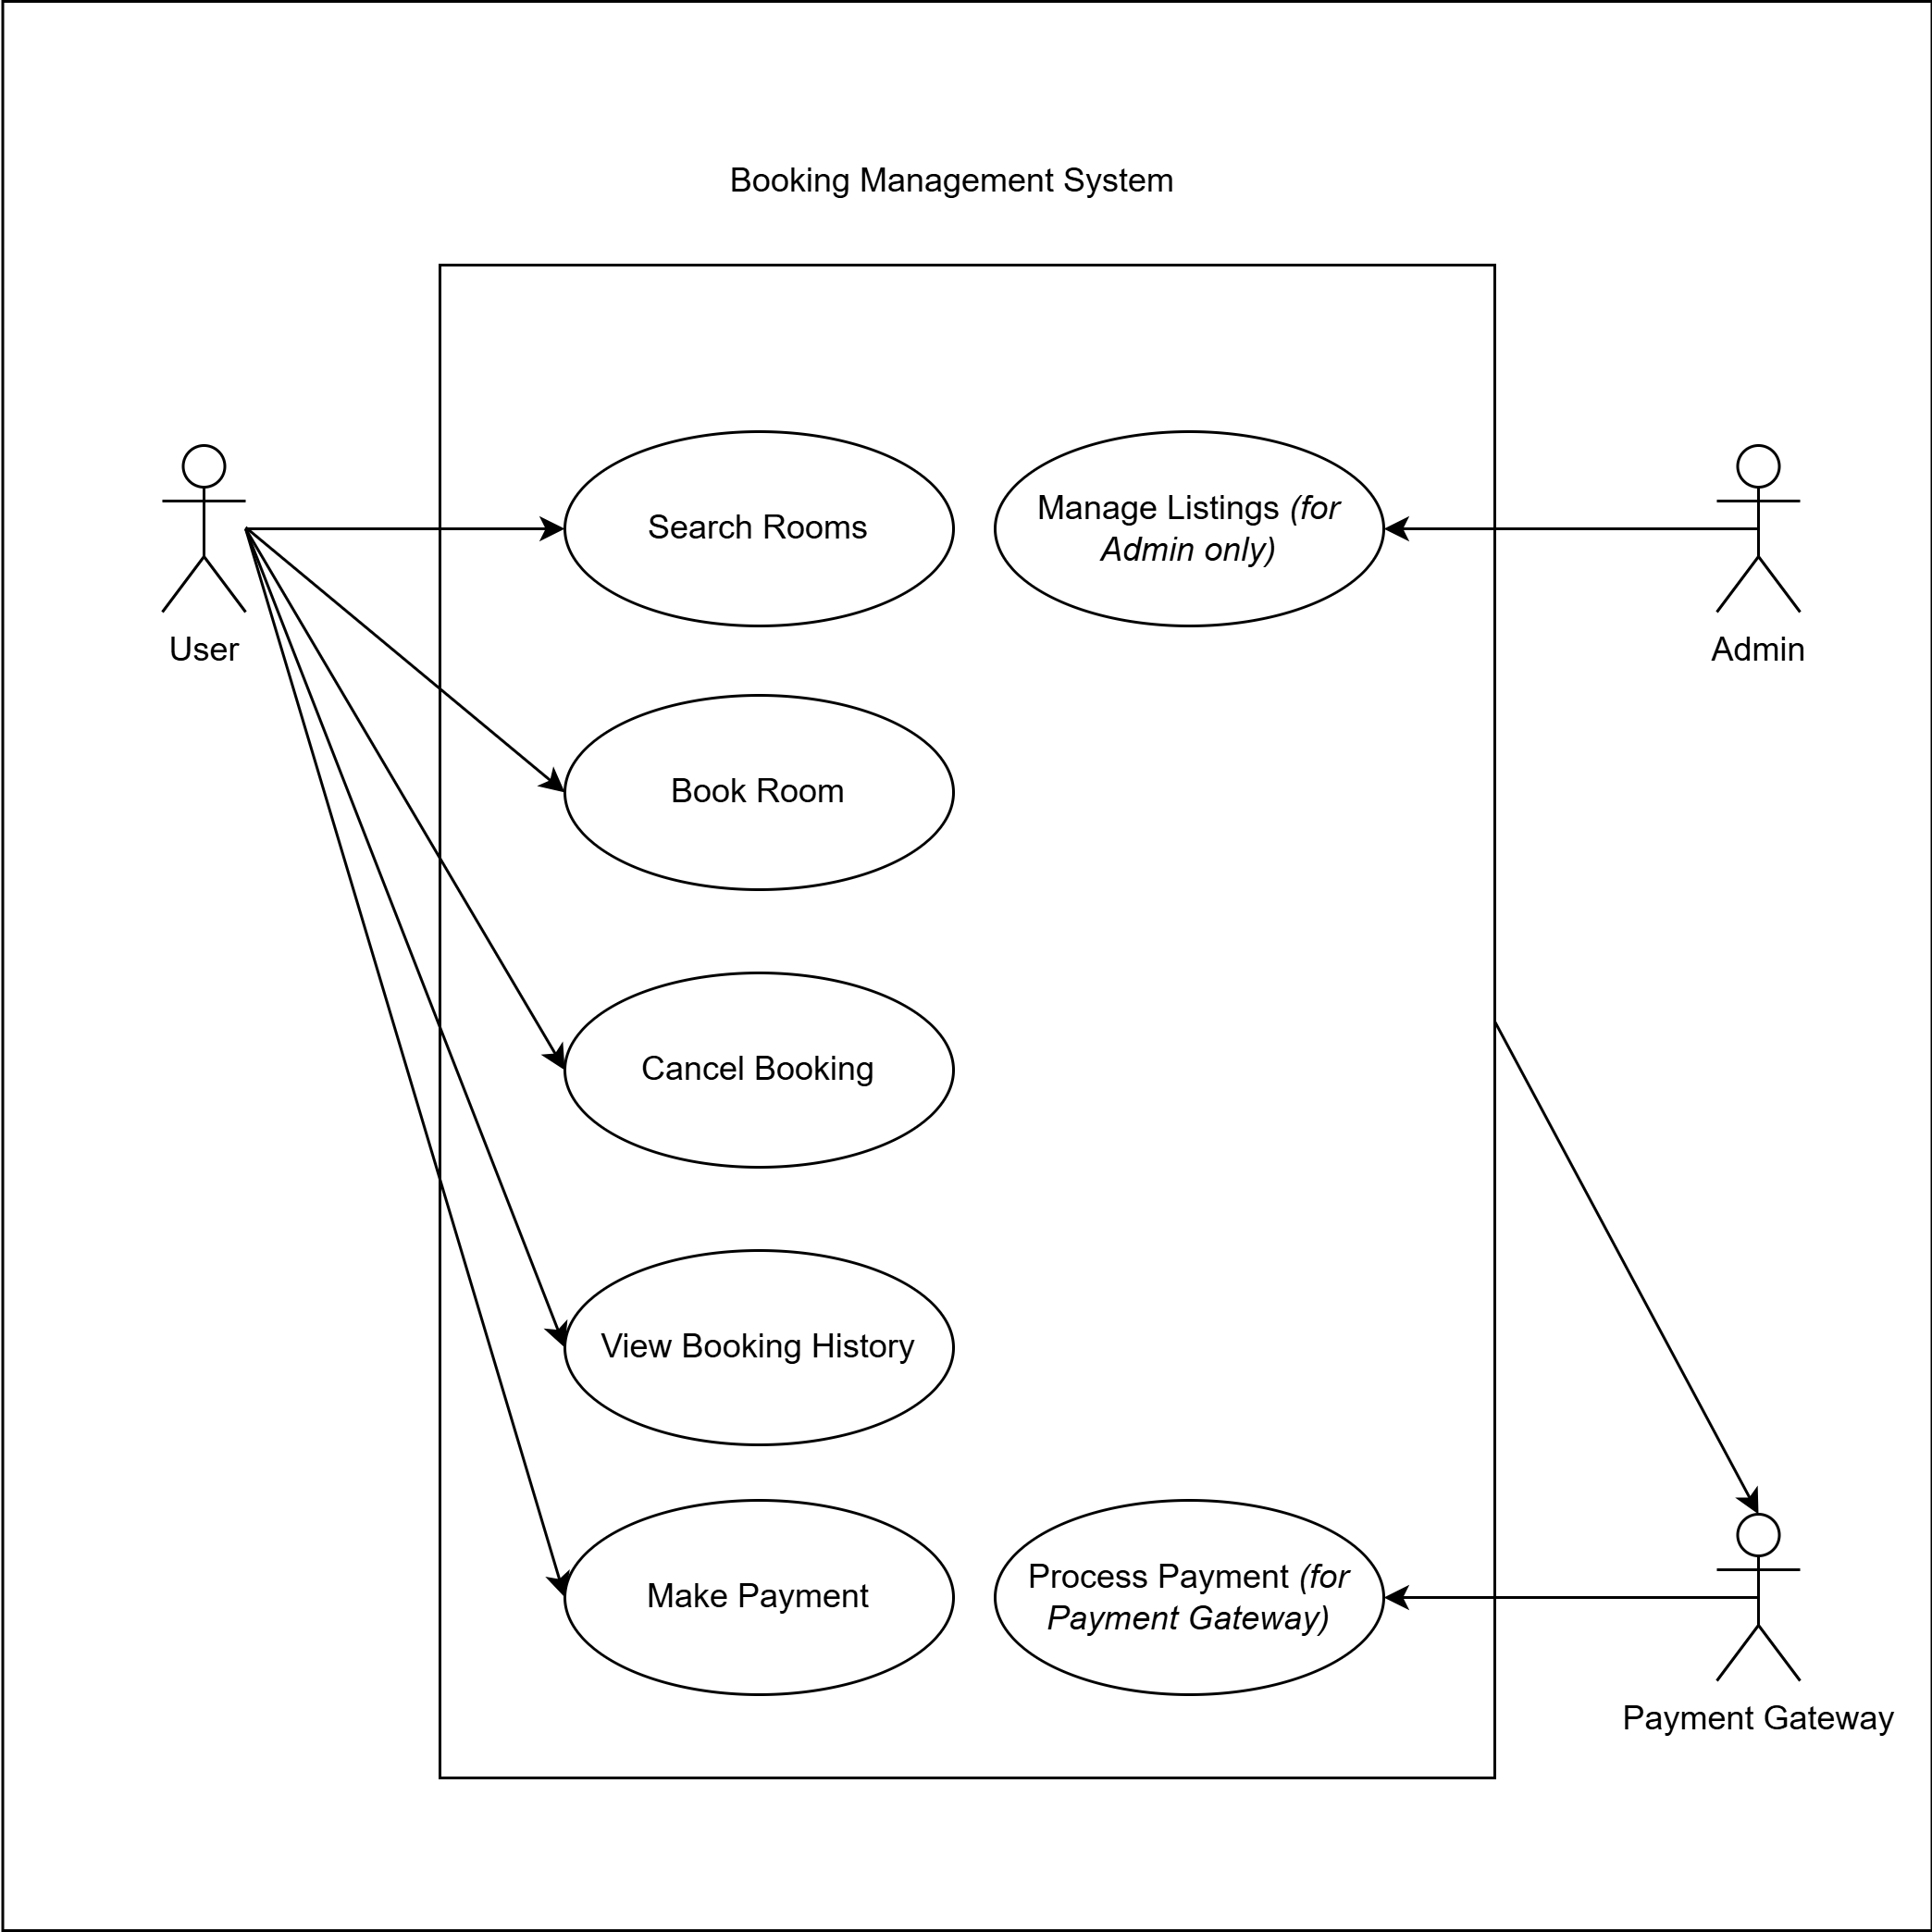 Booking Management System
Search Rooms
Manage Listings (for
Admin only)
User
Admin
Book Room
Cancel Booking
View Booking History
Make Payment
Process Payment (for
Payment Gateway)
Payment Gateway